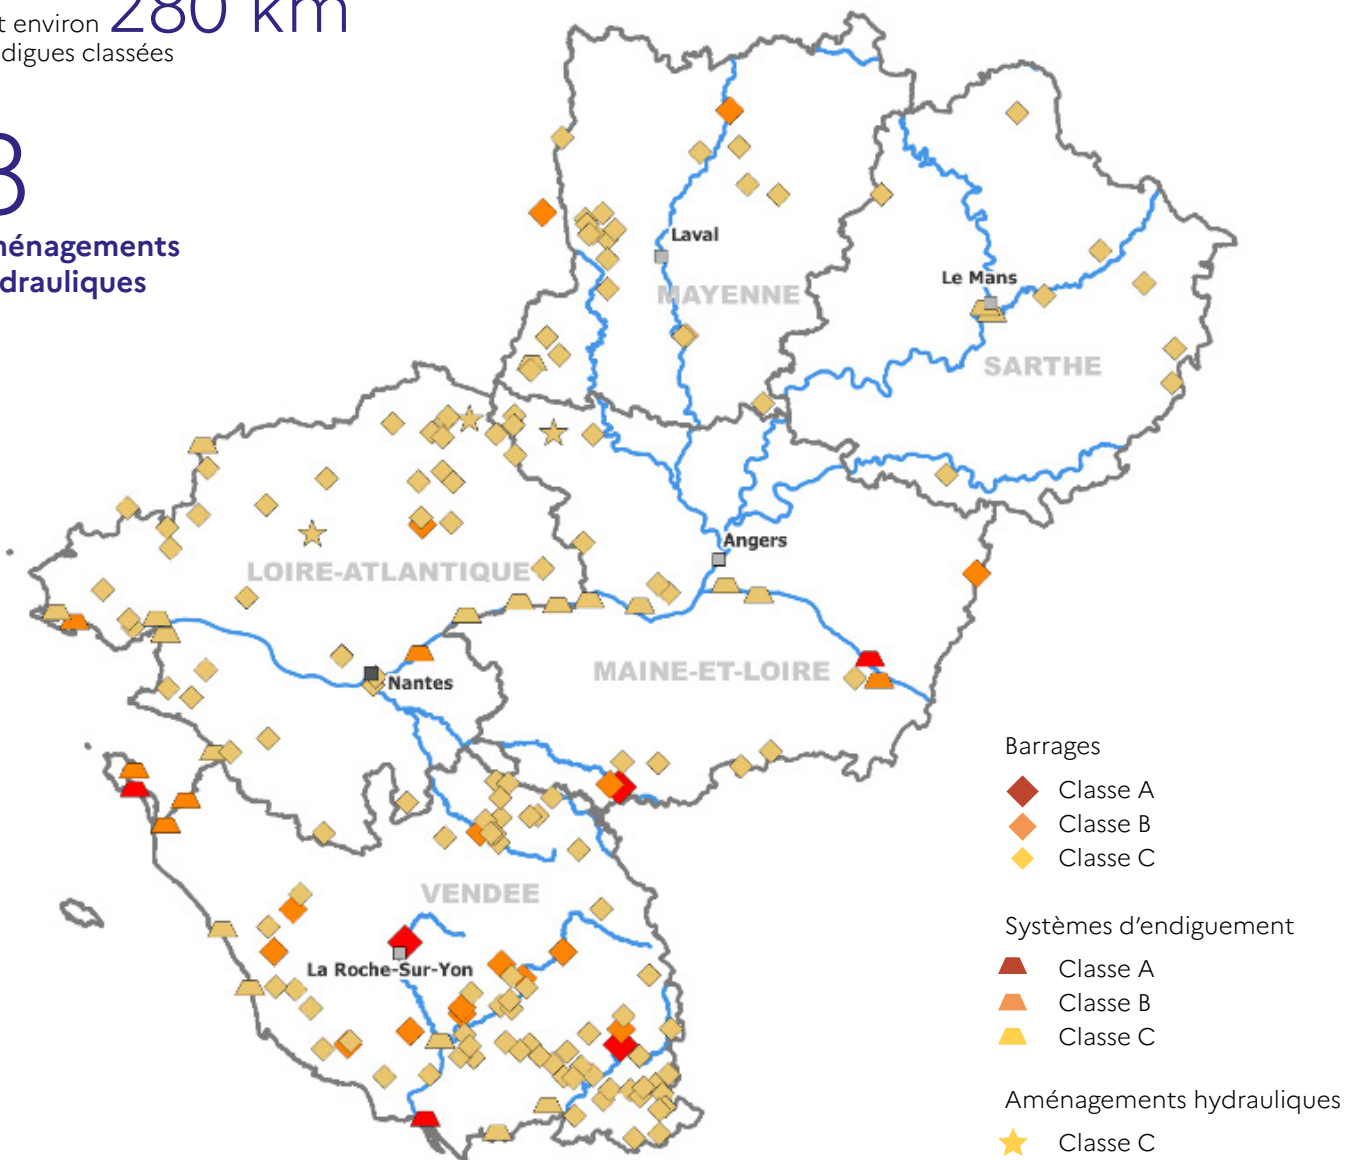 t environ 280 km
digues classées
3
ménagements
drauliques
Laval
MAYENNE
Le Mans
SARTHE
Angers
LOIRE-ATLANTIQUE
MAINE-ET-LOIRE
Nantes
VENDEE
La Roche-Sur-Yon
Barrages
Classe A
Classe B
Classe C
Systèmes d’endiguement
Classe A
Classe B
Classe C
Aménagements hydrauliques
Classe C